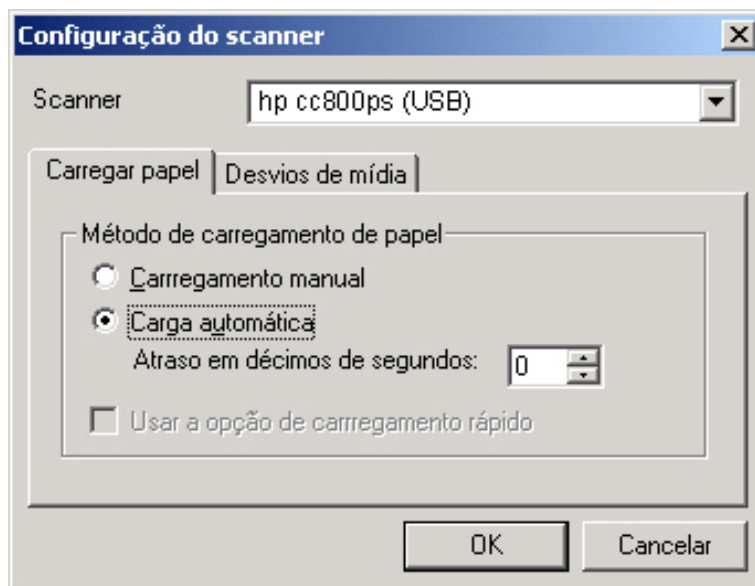 Configuração do scanner
Scanner hp cc800ps (USB)
Carregar papel Desvios de mídia
Método de carregamento de papel
Carrregamento manual
Carga automática
Atraso em décimos de segundos: 0
Usar a opção de carrregamento rápido
OK Cancelar